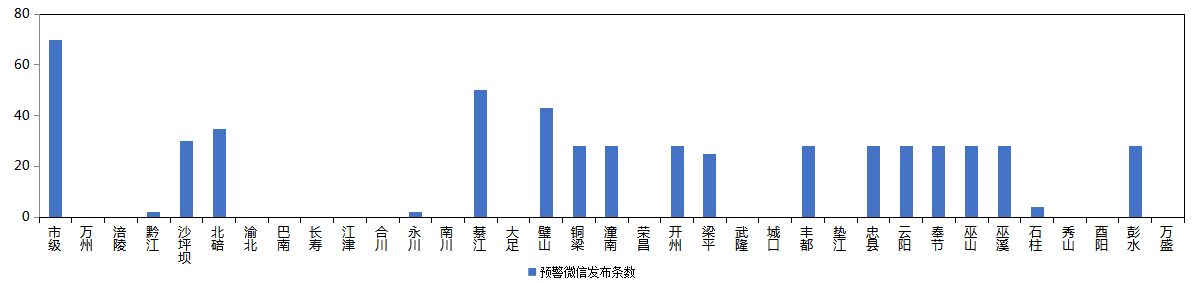 80
60
40
20
0
市级
万州
涪陵
黔江
沙坪坝
北碚
渝北
巴南
长寿
江津
合川
永川
南川
綦江
大足
璧山
铜梁
潼南
荣昌
开州
梁平
武隆
城口
丰都
垫江
忠县
云阳
奉节
巫山
巫溪
石柱
秀山
酉阳
彭水
万盛
预警微信发布条数